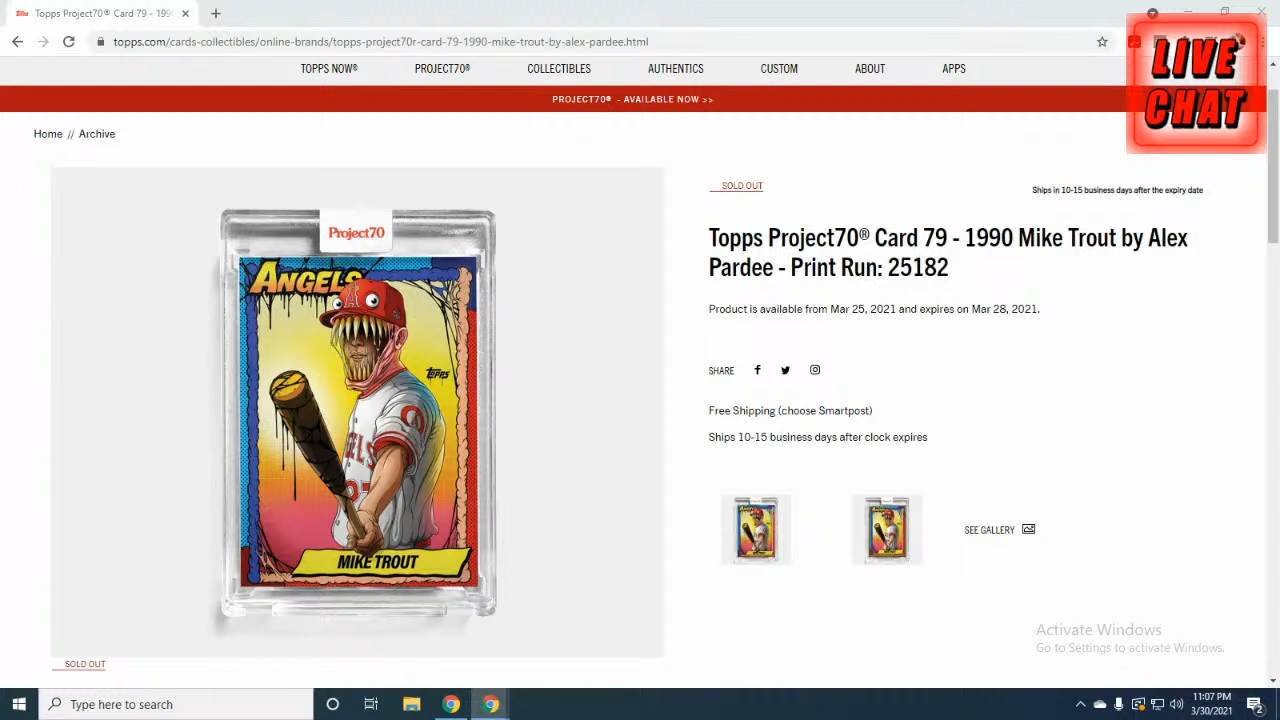 Topps Project70® Card 79 - 199
topps.com/cards-collectibles/online-brands/topps-project70r-card-79-1990-mike-trout-by-alex-pardee.html
LIVE
CHAT
TOPPS NOW® PROJECT70® COLLECTIBLES AUTHENTICS CUSTOM ABOUT APPS
PROJECT70® - AVAILABLE NOW >>
Home // Archive
SOLD OUT
Ships in 10-15 business days after the expiry date
Project70
ANGELS
A
Topps
ANGELS
27
MIKE TROUT
Topps Project70® Card 79 - 1990 Mike Trout by Alex
Pardee - Print Run: 25182
Product is available from Mar 25, 2021 and expires on Mar 28, 2021.
SHARE
Free Shipping (choose Smartpost)
Ships 10-15 business days after clock expires
SEE GALLERY
SOLD OUT
Activate Windows
Go to Settings to activate Windows.
Type here to search
11:07 PM
3/30/2021
2